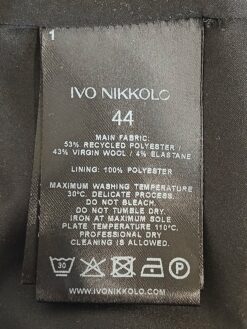 1
IVO NIKKOLO
44
MAIN FABRIC:
53% RECYCLED POLYESTER /
43% VIRGIN WOOL / 4% ELASTANE
LINING: 100% POLYESTER
MAXIMUM WASHING TEMPERATURE
30°C. DELICATE PROCESS.
DO NOT BLEACH.
DO NOT TUMBLE DRY.
IRON AT MAXIMUM SOLE
PLATE TEMPERATURE 110°C.
PROFESSIONAL DRY
CLEANING IS ALLOWED.
30 P
WWW.IVONIKKOLO.COM